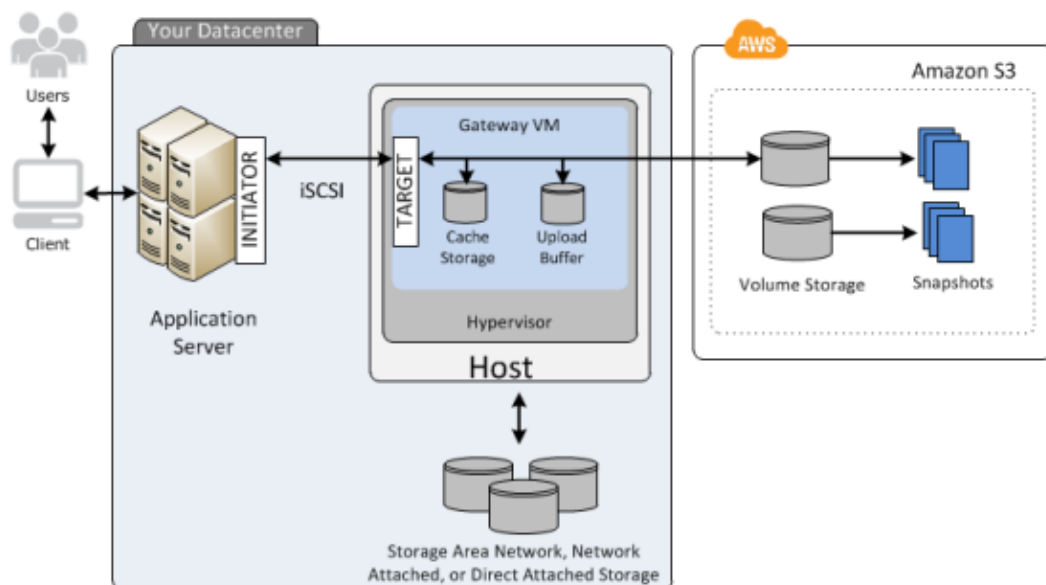 Your Datacenter
AWS
Amazon S3
Users
Gateway VM
INITIATOR
iSCSI
TARGET
Client
Cache
Storage
Upload
Buffer
Volume Storage
Snapshots
Application
Server
Hypervisor
Host
Storage Area Network, Network
Attached, or Direct Attached Storage